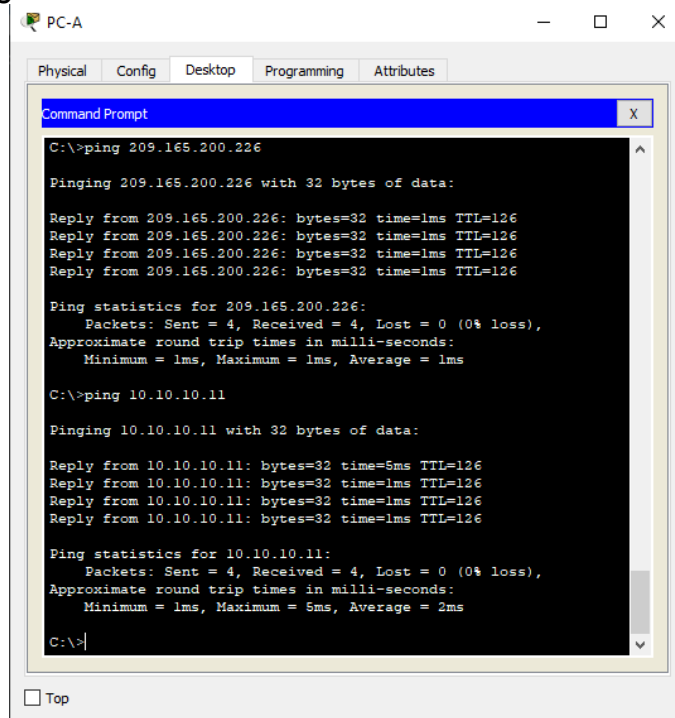 PC-A
Physical Config Desktop Programming Attributes
Command Prompt X
C:\>ping 209.165.200.226
Pinging 209.165.200.226 with 32 bytes of data:
Reply from 209.165.200.226: bytes=32 time=1ms TTL=126
Reply from 209.165.200.226: bytes=32 time=1ms TTL=126
Reply from 209.165.200.226: bytes=32 time=1ms TTL=126
Reply from 209.165.200.226: bytes=32 time=1ms TTL=126
Ping statistics for 209.165.200.226:
Packets: Sent = 4, Received = 4, Lost = 0 (0% loss),
Approximate round trip times in milli-seconds:
Minimum = 1ms, Maximum = 1ms, Average = 1ms
C:\>ping 10.10.10.11
Pinging 10.10.10.11 with 32 bytes of data:
Reply from 10.10.10.11: bytes=32 time=5ms TTL=126
Reply from 10.10.10.11: bytes=32 time=1ms TTL=126
Reply from 10.10.10.11: bytes=32 time=1ms TTL=126
Reply from 10.10.10.11: bytes=32 time=1ms TTL=126
Ping statistics for 10.10.10.11:
Packets: Sent = 4, Received = 4, Lost = 0 (0% loss),
Approximate round trip times in milli-seconds:
Minimum = 1ms, Maximum = 5ms, Average = 2ms
C:\>
Top